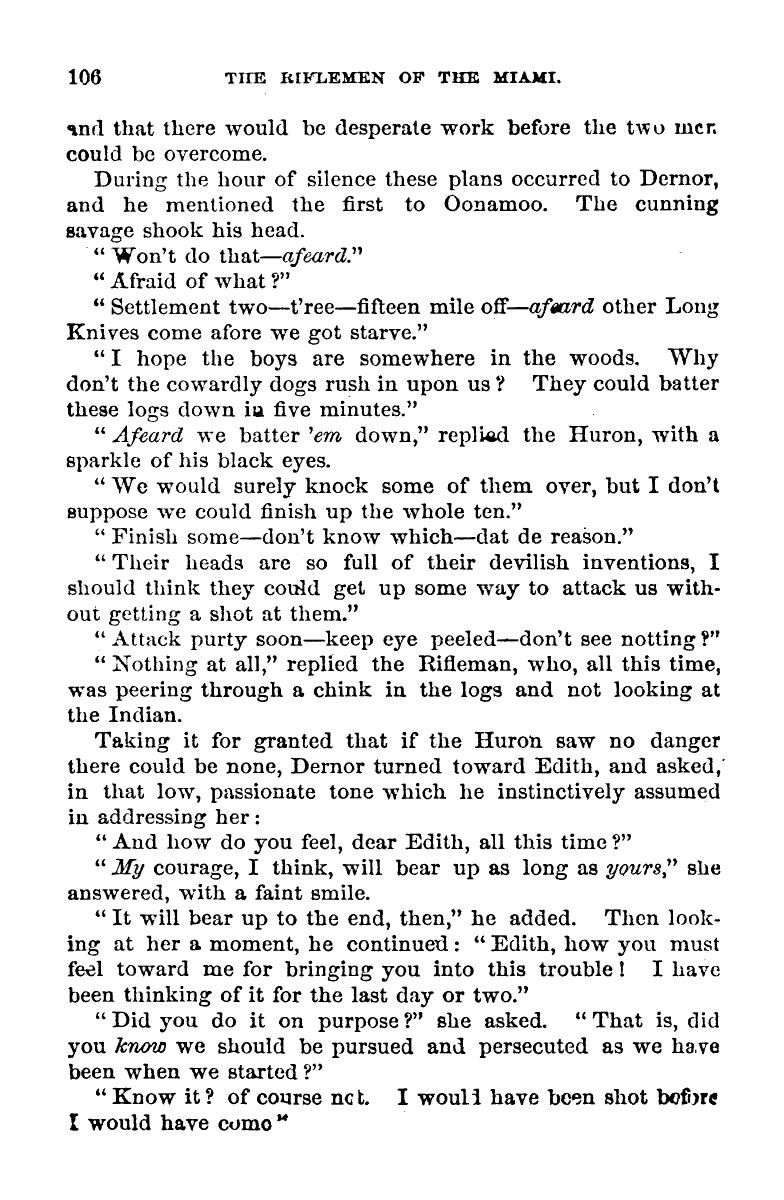 106 THE RIFLEMEN OF THE MIAMI.
and that there would be desperate work before the two men
could be overcome.
During the hour of silence these plans occurred to Dernor,
and he mentioned the first to Oonamoo. The cunning
savage shook his head.
“ Won’t do that—afeard.”
“ Afraid of what ?”
“ Settlement two—t’ree—fifteen mile off—afeard other Long
Knives come afore we got starve.”
“ I hope the boys are somewhere in the woods. Why
don’t the cowardly dogs rush in upon us ? They could batter
these logs down in five minutes.”
“ Afeard we batter ’em down,” replied the Huron, with a
sparkle of his black eyes.
“ We would surely knock some of them over, but I don’t
suppose we could finish up the whole ten.”
“ Finish some—don’t know which—dat de reason.”
“ Their heads are so full of their devilish inventions, I
should think they could get up some way to attack us with-
out getting a shot at them.”
“ Attack purty soon—keep eye peeled—don’t see notting ?”
“ Nothing at all,” replied the Rifleman, who, all this time,
was peering through a chink in the logs and not looking at
the Indian.
Taking it for granted that if the Huron saw no danger
there could be none, Dernor turned toward Edith, and asked,
in that low, passionate tone which he instinctively assumed
in addressing her :
“ And how do you feel, dear Edith, all this time ?”
“ My courage, I think, will bear up as long as yours,” she
answered, with a faint smile.
“ It will bear up to the end, then,” he added. Then look-
ing at her a moment, he continued : “ Edith, how you must
feel toward me for bringing you into this trouble ! I have
been thinking of it for the last day or two.”
“ Did you do it on purpose ?” she asked. “ That is, did
you know we should be pursued and persecuted as we have
been when we started ?”
“ Know it ? of course not. I would have been shot before
I would have come ”